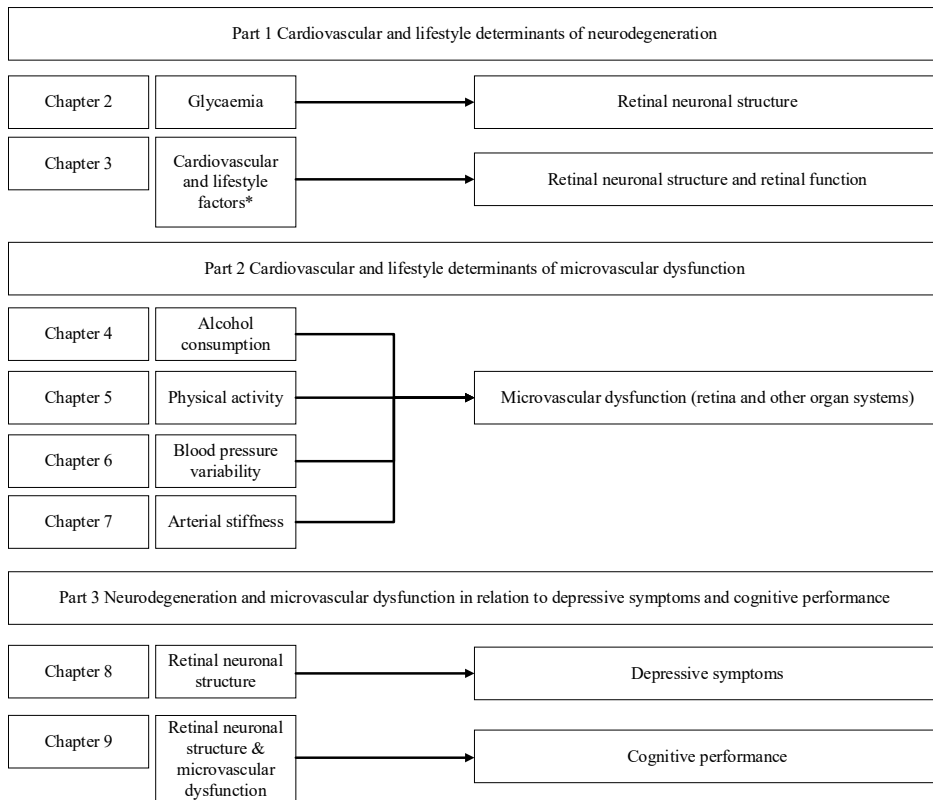 Part 1 Cardiovascular and lifestyle determinants of neurodegeneration
Chapter 2
Glycaemia
Retinal neuronal structure
Chapter 3
Cardiovascular
and lifestyle
factors*
Retinal neuronal structure and retinal function
Part 2 Cardiovascular and lifestyle determinants of microvascular dysfunction
Chapter 4
Alcohol
consumption
Chapter 5
Physical activity
Microvascular dysfunction (retina and other organ systems)
Chapter 6
Blood pressure
variability
Chapter 7
Arterial stiffness
Part 3 Neurodegeneration and microvascular dysfunction in relation to depressive symptoms and cognitive performance
Chapter 8
Retinal neuronal
structure
Depressive symptoms
Chapter 9
Retinal neuronal
structure &
microvascular
dysfunction
Cognitive performance